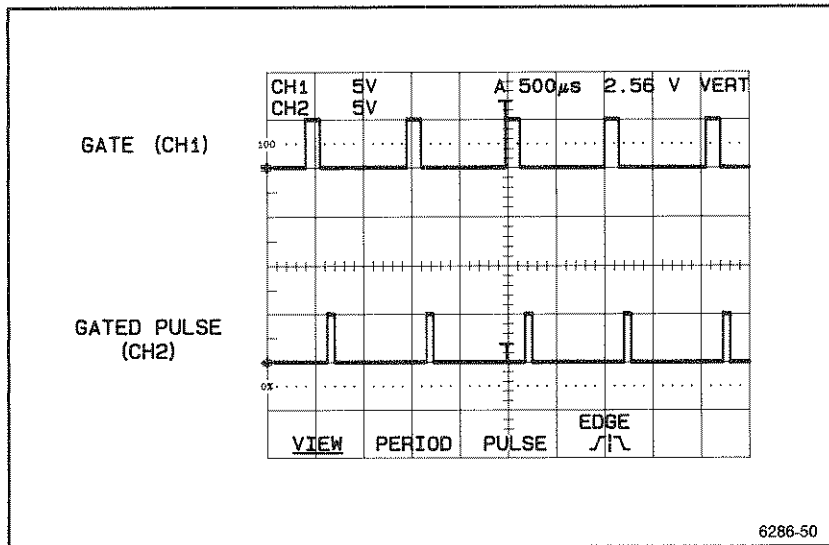 CH1 5V A 500µs 2.56 V VERT
CH2 5V
GATE (CH1)
100
GATED PULSE
(CH2)
0%
EDGE
VIEW PERIOD PULSE
6286-50